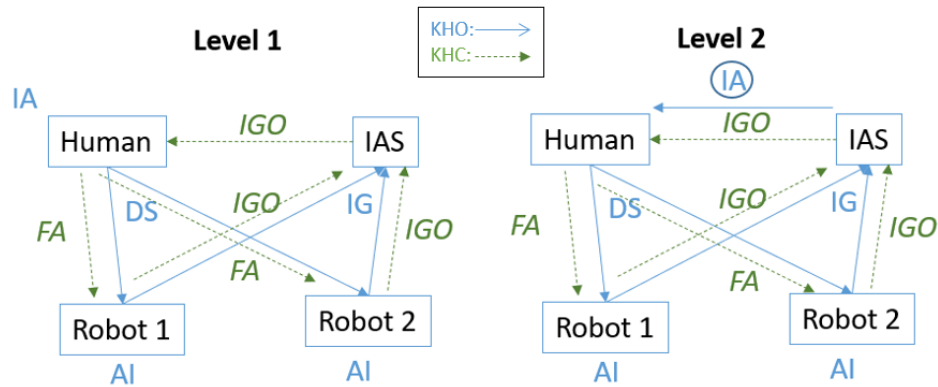 Level 1
KHO:
KHC:
Level 2
IA
IA
Human
IGO
IAS
Human
IGO
IAS
FA
DS
IGO
IG
IGO
FA
FA
DS
IGO
IG
IGO
FA
Robot 1
Robot 2
Robot 1
Robot 2
AI
AI
AI
AI